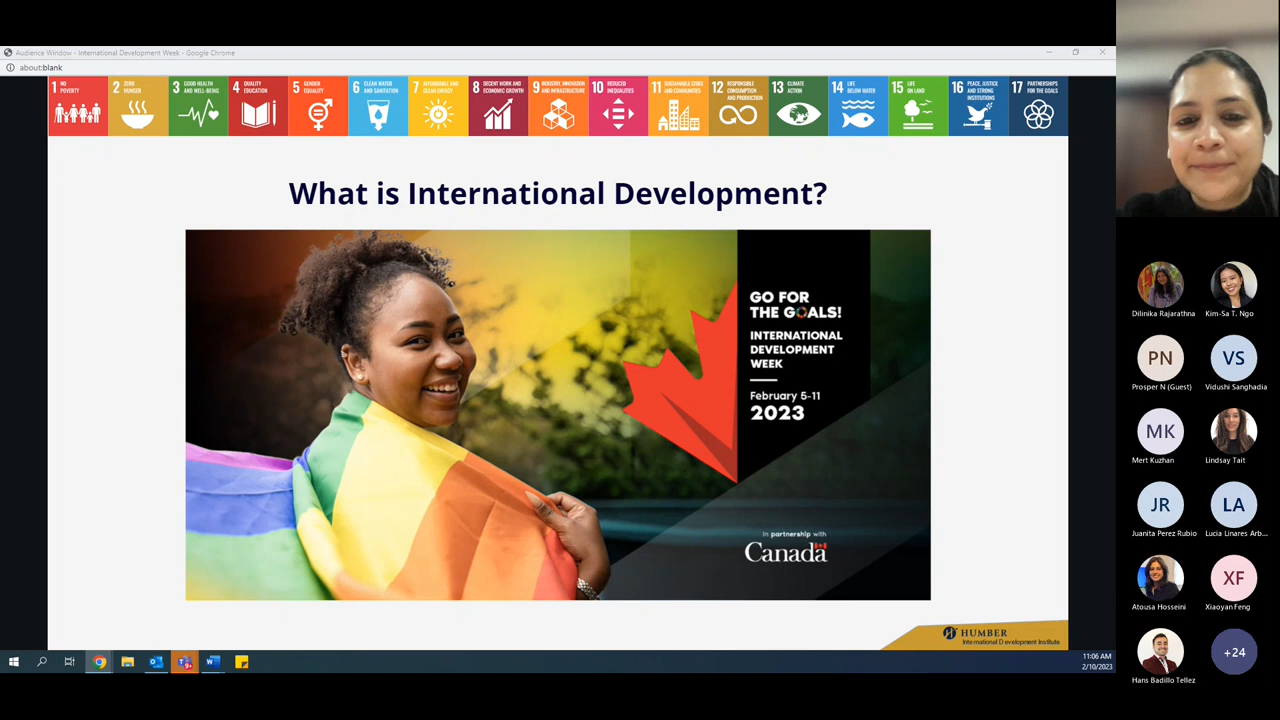 Audience Window - International Development Week - Google Chrome
about:blank
1 NO POVERTY
2 ZERO HUNGER
3 GOOD HEALTH AND WELL-BEING
4 QUALITY EDUCATION
5 GENDER EQUALITY
6 CLEAN WATER AND SANITATION
7 AFFORDABLE AND CLEAN ENERGY
8 DECENT WORK AND ECONOMIC GROWTH
9 INDUSTRY, INNOVATION AND INFRASTRUCTURE
10 REDUCED INEQUALITIES
11 SUSTAINABLE CITIES AND COMMUNITIES
12 RESPONSIBLE CONSUMPTION AND PRODUCTION
13 CLIMATE ACTION
14 LIFE BELOW WATER
15 LIFE ON LAND
16 PEACE, JUSTICE AND STRONG INSTITUTIONS
17 PARTNERSHIPS FOR THE GOALS
What is International Development?
GO FOR
THE GOALS!
INTERNATIONAL
DEVELOPMENT
WEEK
February 5-11
2023
In partnership with
Canada
HUMBER
International Development Institute
11:06 AM
2/10/2023
Dilinika Rajarathna
Kim-Sa T. Ngo
PN
VS
Prosper N (Guest)
Vidushi Sanghadia
MK
Mert Kuzhan
Lindsay Tait
JR
LA
Juanita Perez Rubio
Lucia Linares Arb...
XF
Atousa Hosseini
Xiaoyan Feng
+24
Hans Badillo Tellez